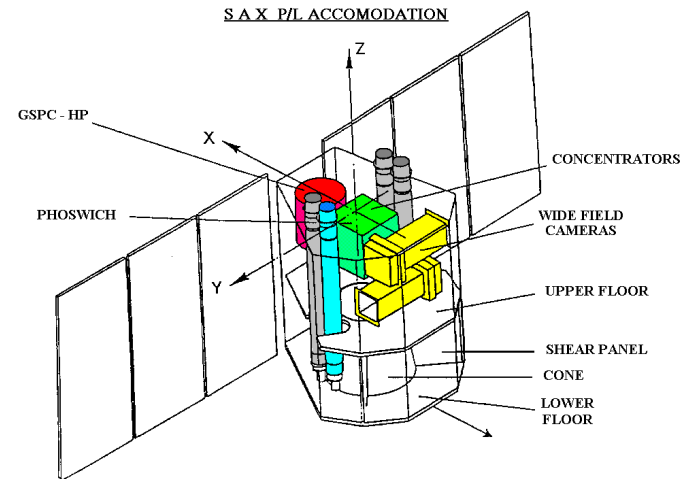 S A X P/L ACCOMODATION
Z
GSPC - HP
X
CONCENTRATORS
PHOSWICH
WIDE FIELD
CAMERAS
Y
UPPER FLOOR
SHEAR PANEL
CONE
LOWER
FLOOR